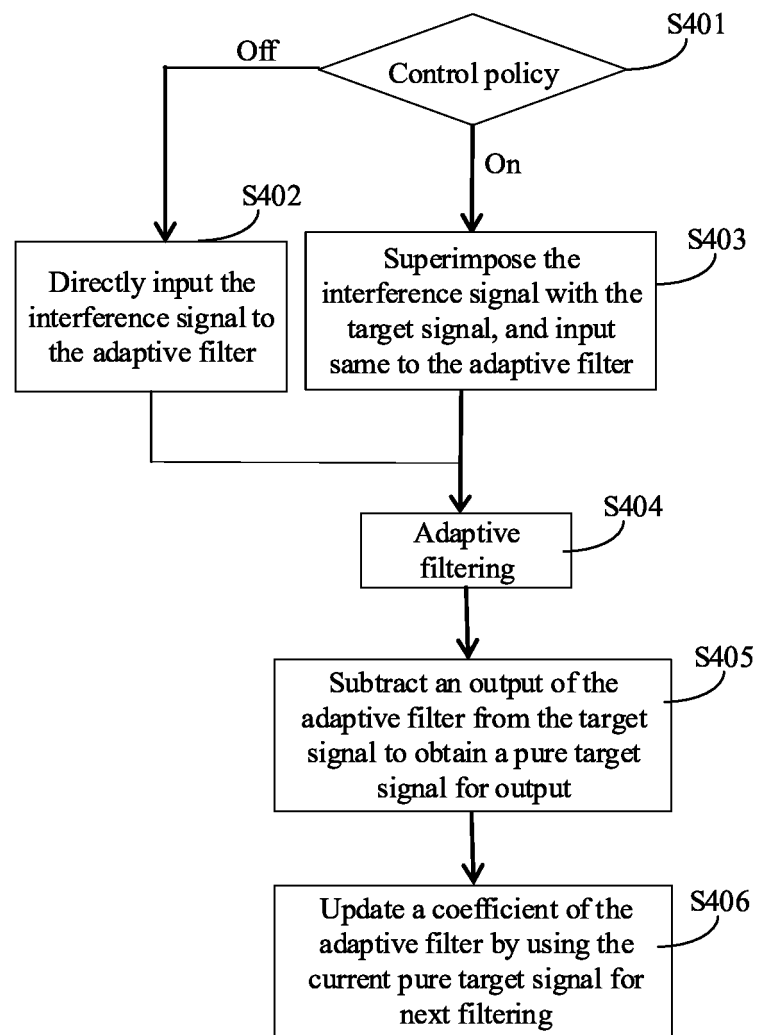 S401
Off
Control policy
On
S402
S403
Directly input the
interference signal to
the adaptive filter
Superimpose the
interference signal with the
target signal, and input
same to the adaptive filter
S404
Adaptive
filtering
S405
Subtract an output of the
adaptive filter from the target
signal to obtain a pure target
signal for output
S406
Update a coefficient of the
adaptive filter by using the
current pure target signal for
next filtering